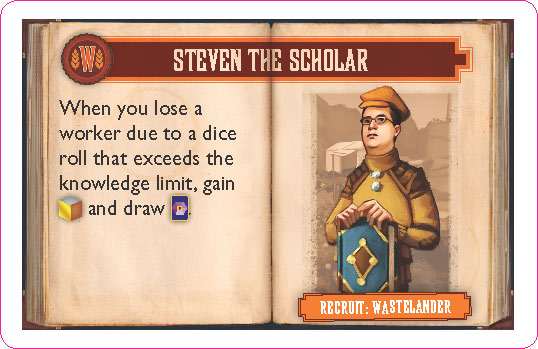 W
STEVEN THE SCHOLAR
When you lose a
worker due to a dice
roll that exceeds the
knowledge limit, gain
and draw .
RECRUIT: WASTELANDER